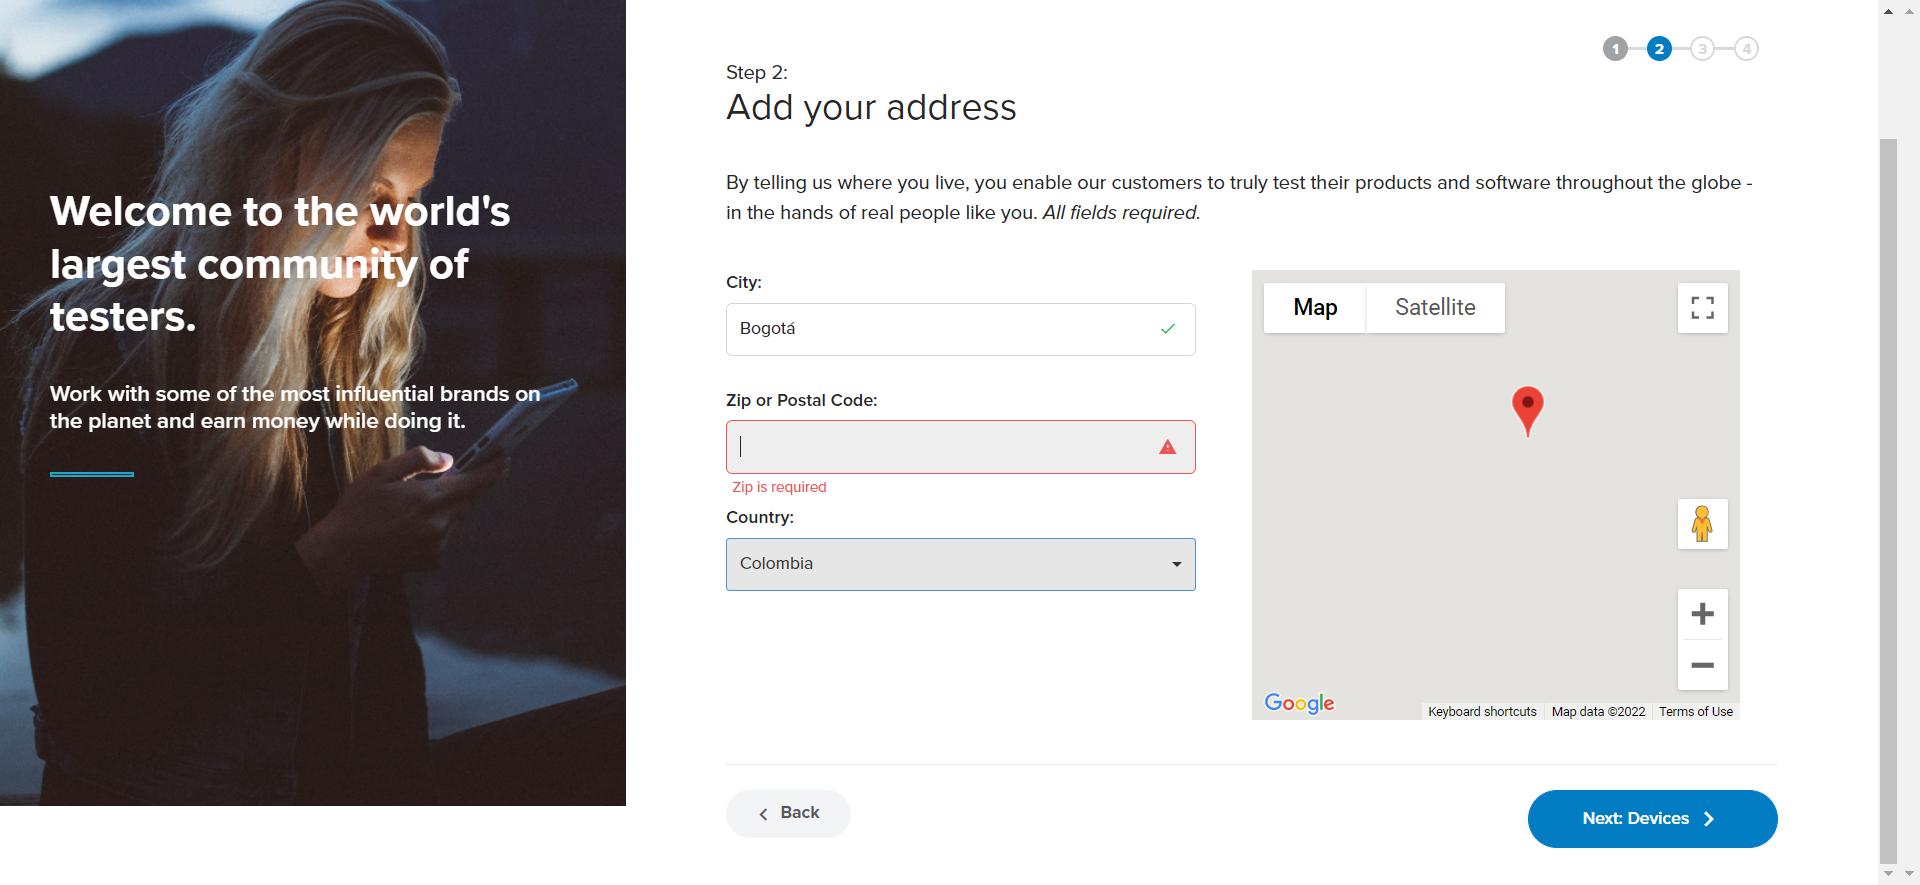 Welcome to the world's
largest community of
testers.
Work with some of the most influential brands on
the planet and earn money while doing it.
1 2 3 4
Step 2:
Add your address
By telling us where you live, you enable our customers to truly test their products and software throughout the globe -
in the hands of real people like you. All fields required.
City:
Bogotá
Zip or Postal Code:
Zip is required
Country:
Colombia
Map Satellite
Google
Keyboard shortcuts Map data ©2022 Terms of Use
Back
Next: Devices